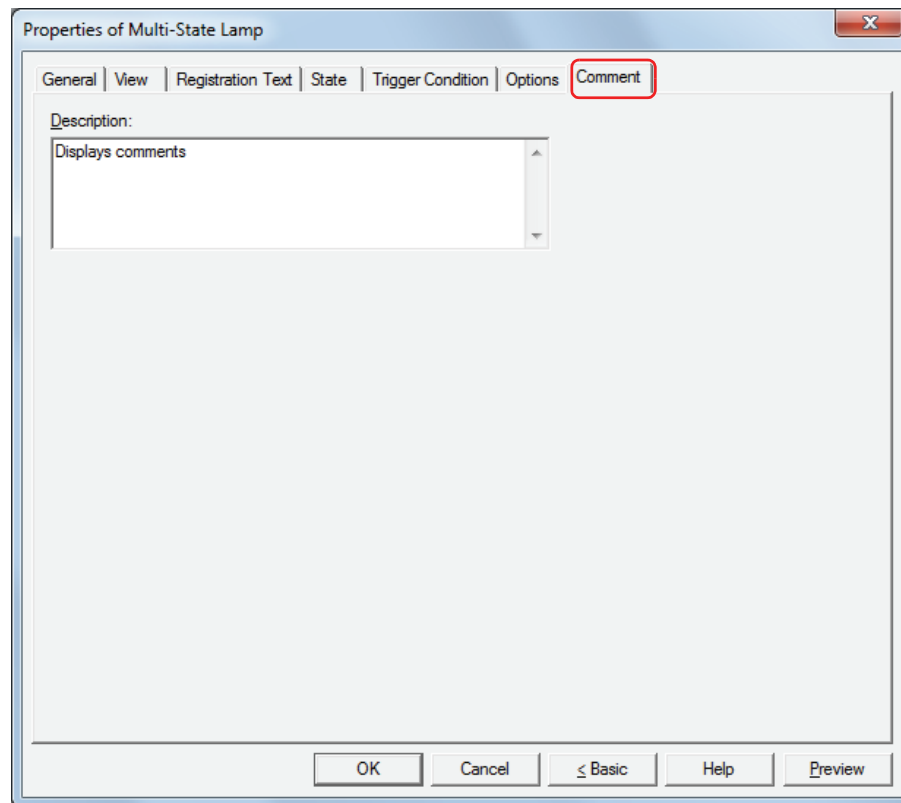 Properties of Multi-State Lamp
X
General View Registration Text State Trigger Condition Options Comment
Description:
Displays comments
OK Cancel < Basic Help Preview